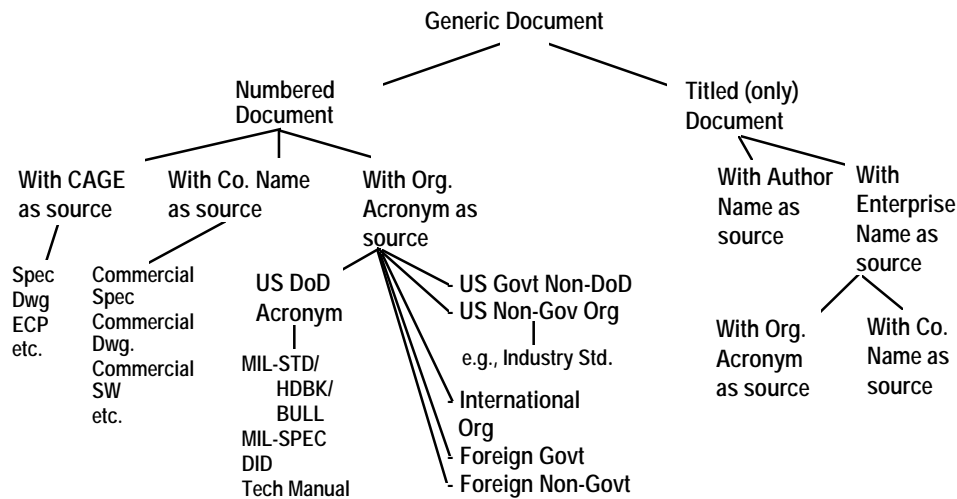 Generic Document
Numbered
Document
Titled (only)
Document
With CAGE
as source
With Co. Name
as source
With Org.
Acronym as
source
With Author
Name as
source
With
Enterprise
Name as
source
Spec
Dwg
ECP
etc.
Commercial
Spec
Commercial
Dwg.
Commercial
SW
etc.
US DoD
Acronym
MIL-STD/
HDBK/
BULL
MIL-SPEC
DID
Tech Manual
- US Govt Non-DoD
- US Non-Gov Org
e.g., Industry Std.
- International
Org
- Foreign Govt
- Foreign Non-Govt
With Org.
Acronym
as source
With Co.
Name as
source